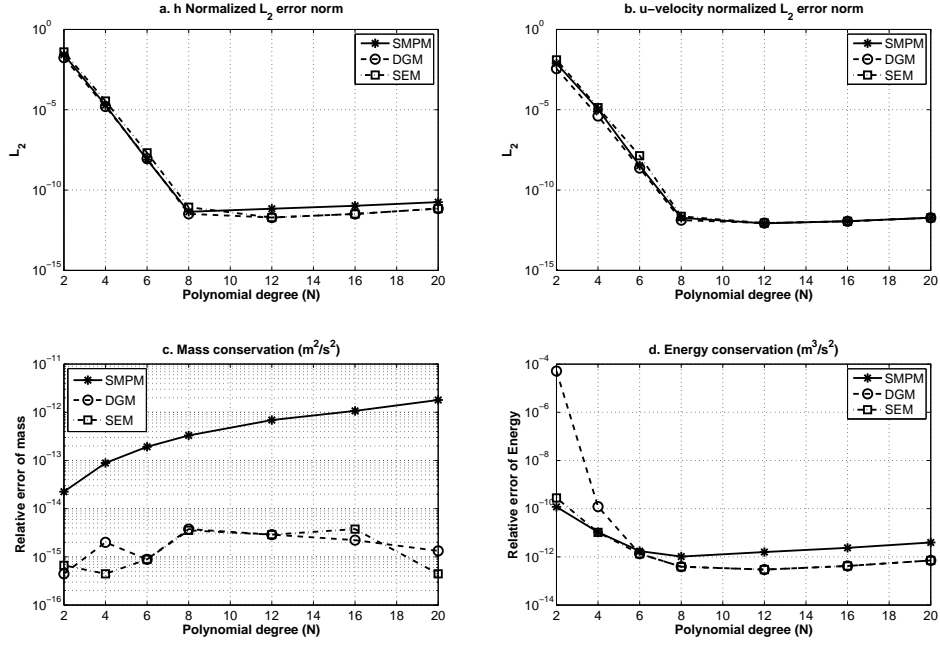 a. h Normalized L2 error norm
10^0
10^-5
10^-10
10^-15
L2
SMPM
DGM
SEM
2 4 6 8 10 12 14 16 18 20
Polynomial degree (N)
b. u-velocity normalized L2 error norm
10^0
10^-5
10^-10
10^-15
L2
SMPM
DGM
SEM
2 4 6 8 10 12 14 16 18 20
Polynomial degree (N)
c. Mass conservation (m^2/s^2)
10^-11
10^-12
10^-13
10^-14
10^-15
10^-16
Relative error of mass
SMPM
DGM
SEM
2 4 6 8 10 12 14 16 18 20
Polynomial degree (N)
d. Energy conservation (m^3/s^2)
10^-4
10^-6
10^-8
10^-10
10^-12
10^-14
Relative error of Energy
SMPM
DGM
SEM
2 4 6 8 10 12 14 16 18 20
Polynomial degree (N)